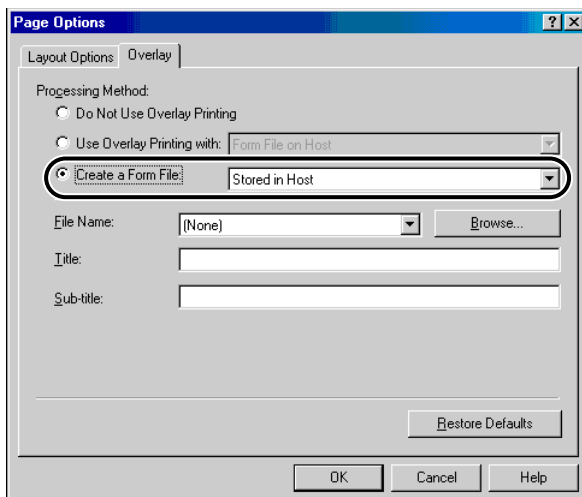 Page Options
Layout Options Overlay
Processing Method:
Do Not Use Overlay Printing
Use Overlay Printing with: Form File on Host
Create a Form File: Stored in Host
File Name: (None) Browse...
Title:
Sub-title:
Restore Defaults
OK Cancel Help